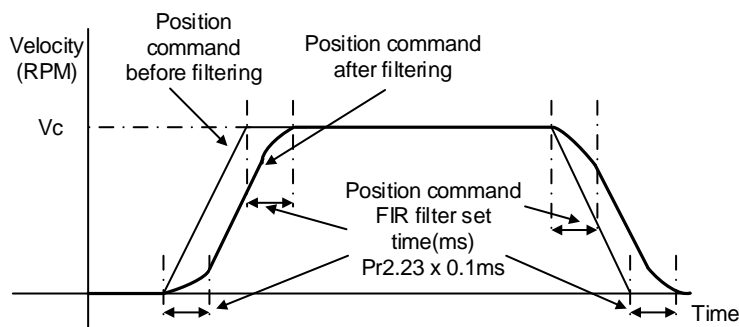 Velocity
(RPM)
Position
command
before filtering
Position command
after filtering
Vc
Position command
FIR filter set
time(ms)
Pr2.23 x 0.1ms
Time